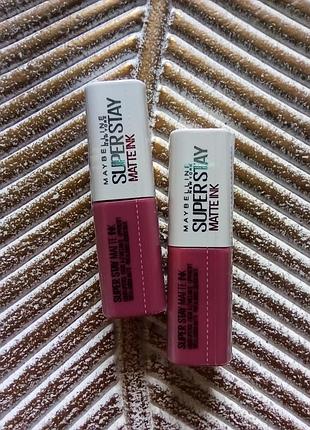 MAYBELLINE
NEW YORK
SUPER STAY
MATTE INK
SUPER STAY MATTE INK
MAYBELLINE
NEW YORK
SUPER STAY
MATTE INK
SUPER STAY MATTE INK